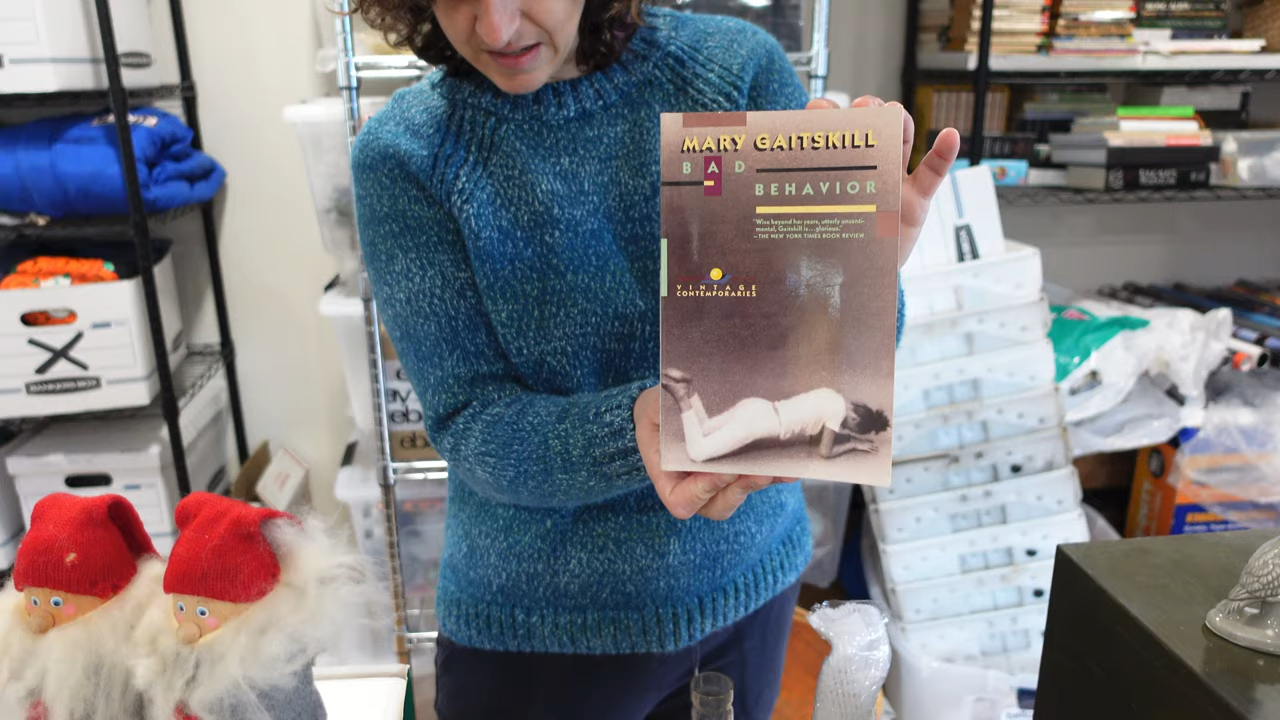 MARY GAITSKILL
BAD
BEHAVIOR
"Wise beyond her years, utterly unsenti-
mental, Gaitskill is...glorious."
– THE NEW YORK TIMES BOOK REVIEW
VINTAGE
CONTEMPORARIES